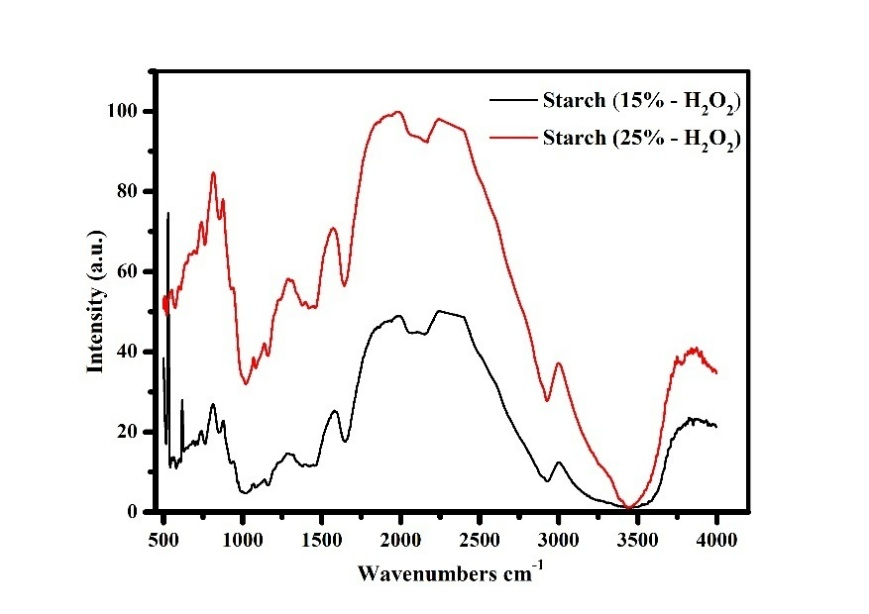 Starch (15% - H₂O₂)
Starch (25% - H₂O₂)
100
80
60
40
20
0
Intensity (a.u.)
500 1000 1500 2000 2500 3000 3500 4000
Wavenumbers cm⁻¹